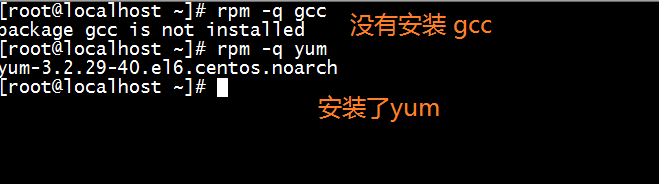 [root@localhost ~]# rpm -q gcc
package gcc is not installed
没有安装 gcc
[root@localhost ~]# rpm -q yum
yum-3.2.29-40.el6.centos.noarch
[root@localhost ~]#
安装了yum